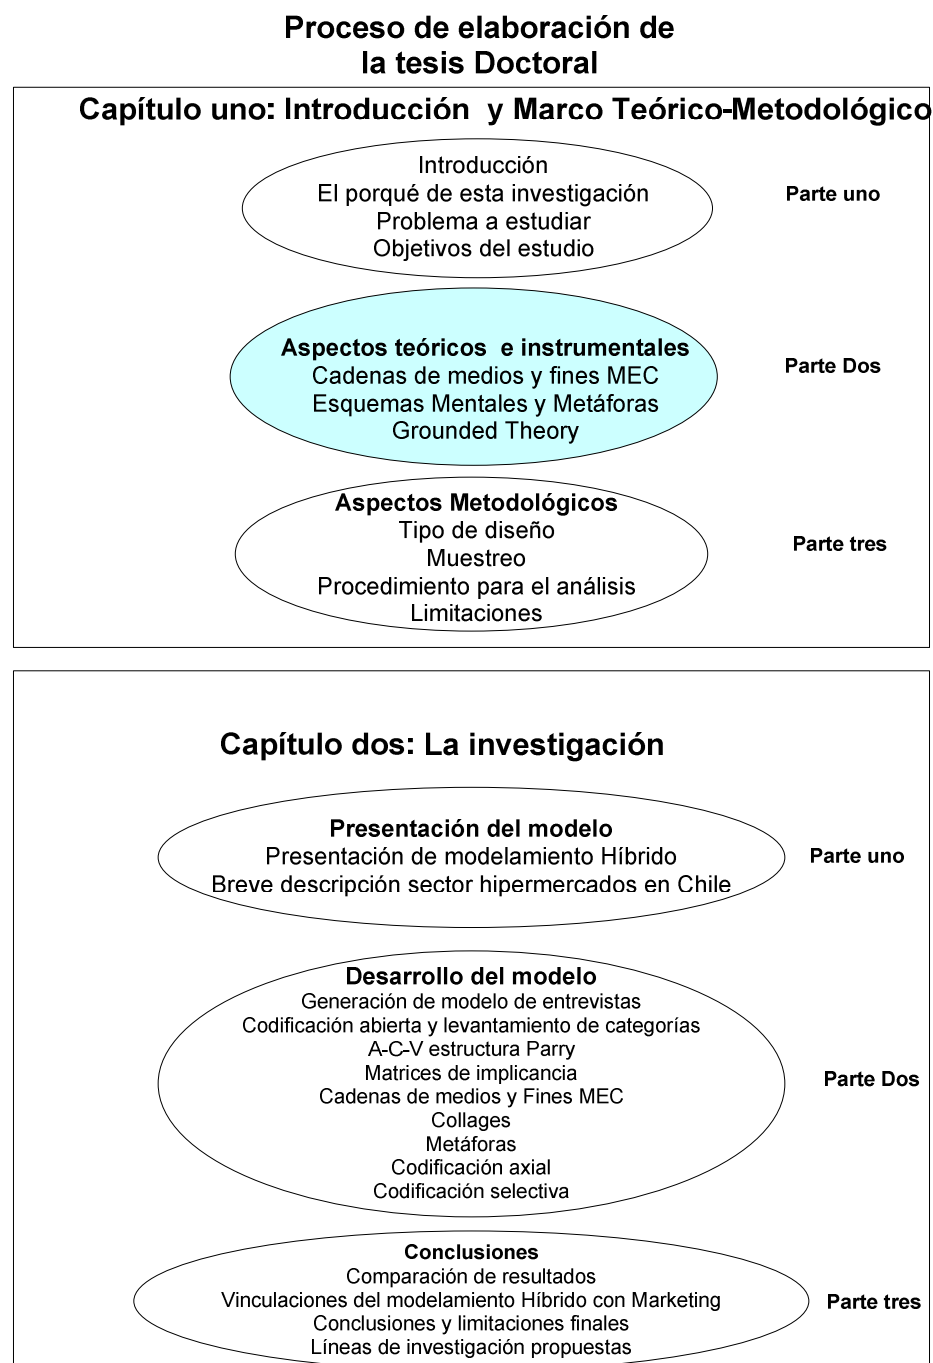 Proceso de elaboración de
la tesis Doctoral
Capítulo uno: Introducción y Marco Teórico-Metodológico
Introducción
El porqué de esta investigación
Problema a estudiar
Objetivos del estudio
Parte uno
Aspectos teóricos e instrumentales
Cadenas de medios y fines MEC
Esquemas Mentales y Metáforas
Grounded Theory
Parte Dos
Aspectos Metodológicos
Tipo de diseño
Muestreo
Procedimiento para el análisis
Limitaciones
Parte tres
Capítulo dos: La investigación
Presentación del modelo
Presentación de modelamiento Híbrido
Breve descripción sector hipermercados en Chile
Parte uno
Desarrollo del modelo
Generación de modelo de entrevistas
Codificación abierta y levantamiento de categorías
A-C-V estructura Parry
Matrices de implicancia
Cadenas de medios y Fines MEC
Collages
Metáforas
Codificación axial
Codificación selectiva
Parte Dos
Conclusiones
Comparación de resultados
Vinculaciones del modelamiento Híbrido con Marketing
Conclusiones y limitaciones finales
Líneas de investigación propuestas
Parte tres